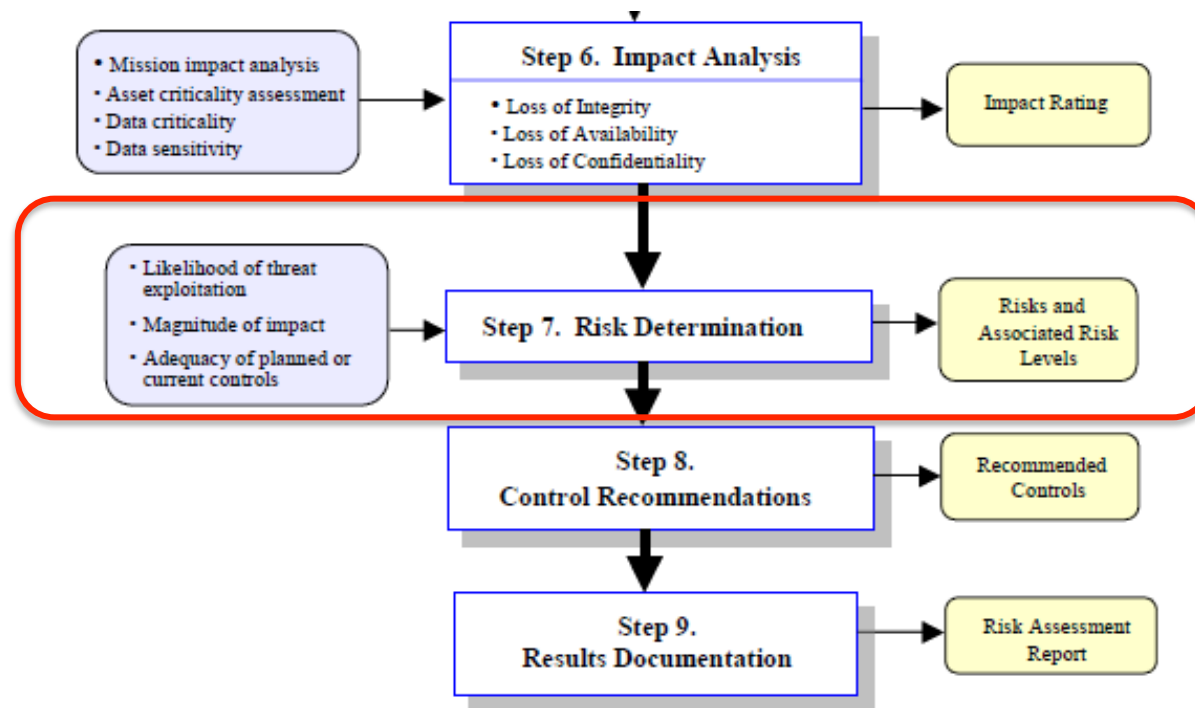 • Mission impact analysis
• Asset criticality assessment
• Data criticality
• Data sensitivity
Step 6. Impact Analysis
• Loss of Integrity
• Loss of Availability
• Loss of Confidentiality
Impact Rating
• Likelihood of threat
exploitation
• Magnitude of impact
• Adequacy of planned or
current controls
Step 7. Risk Determination
Risks and
Associated Risk
Levels
Step 8.
Control Recommendations
Recommended
Controls
Step 9.
Results Documentation
Risk Assessment
Report